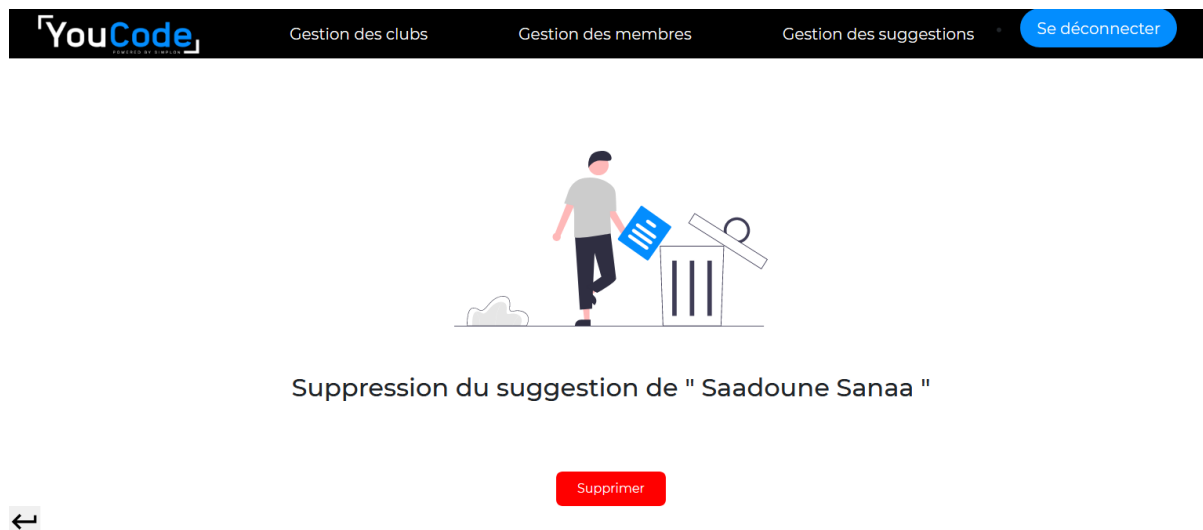 YouCode
POWERED BY SIMPLON
Gestion des clubs
Gestion des membres
Gestion des suggestions
Se déconnecter
Suppression du suggestion de " Saadoune Sanaa "
Supprimer